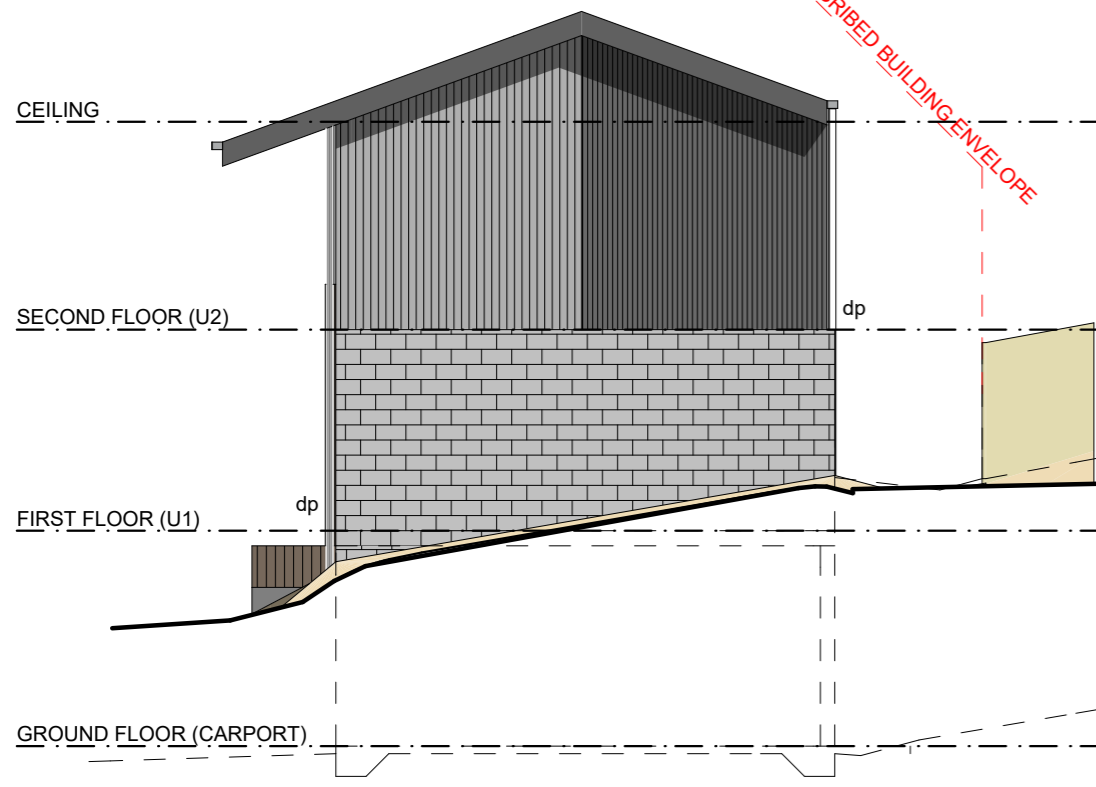 RIBED BUILDING ENVELOPE
CEILING
SECOND FLOOR (U2)
dp
dp
FIRST FLOOR (U1)
GROUND FLOOR (CARPORT)